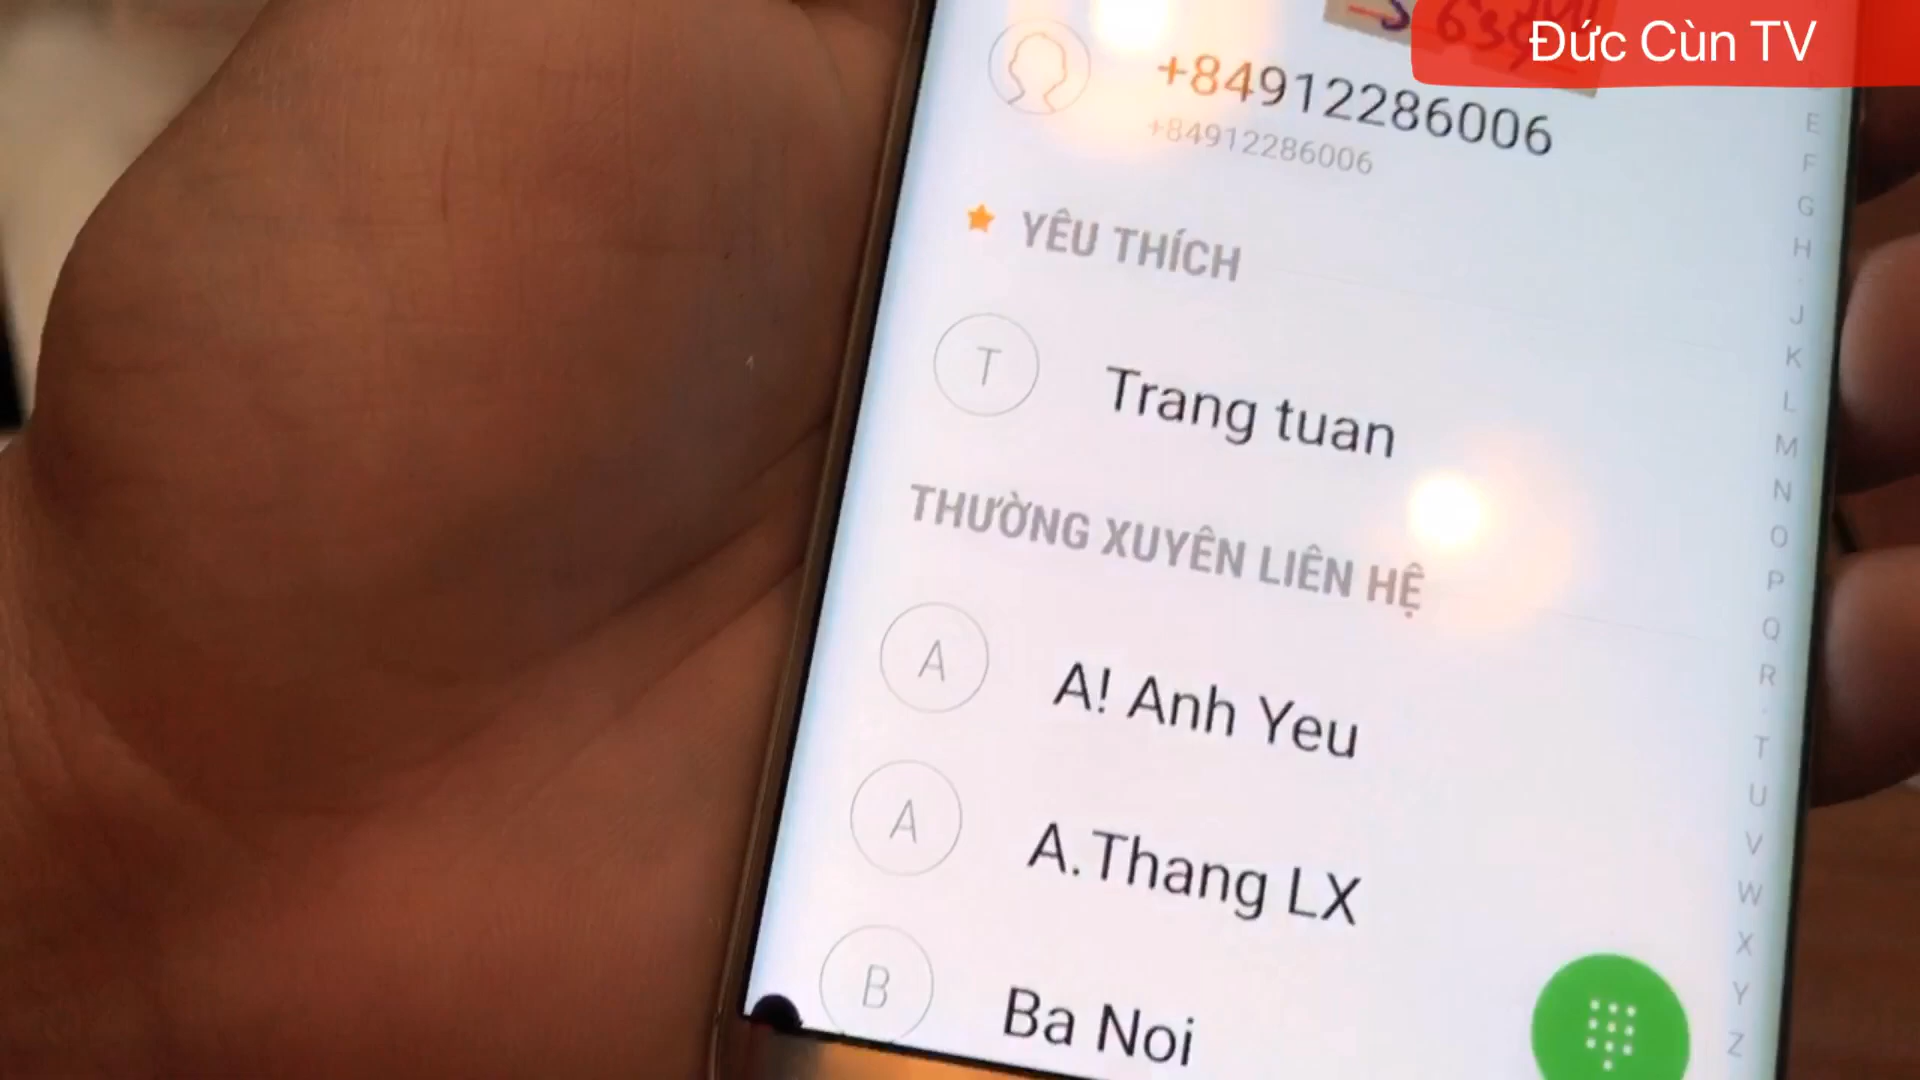 Đức Cùn TV
+84912286006
+84912286006
YÊU THÍCH
T
Trang tuan
THƯỜNG XUYÊN LIÊN HỆ
A
A! Anh Yeu
A
A.Thang LX
B
Ba Noi
E
F
G
H
J
K
L
M
N
O
P
Q
R
T
U
V
W
X
Y
Z